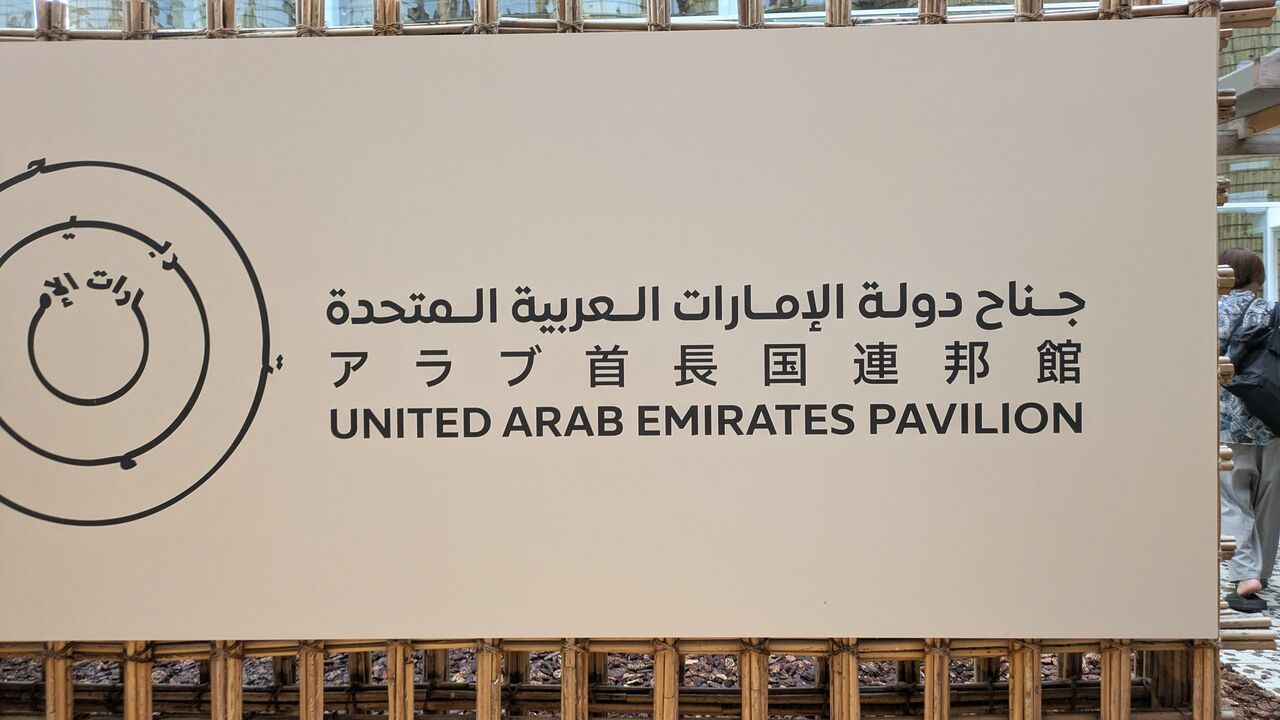 جناح دولة الإمارات العربية المتحدة
アラブ首長国連邦館
UNITED ARAB EMIRATES PAVILION